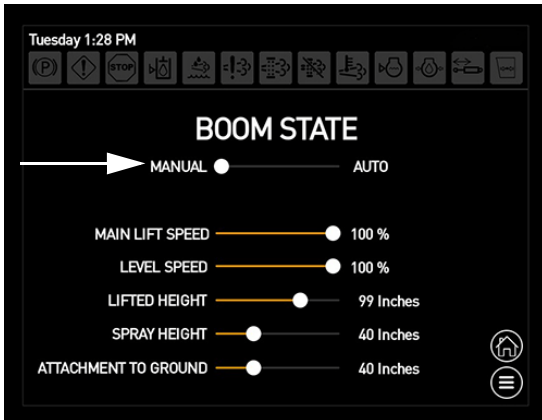 Tuesday 1:28 PM
(P) STOP
BOOM STATE
MANUAL AUTO
MAIN LIFT SPEED 100 %
LEVEL SPEED 100 %
LIFTED HEIGHT 99 Inches
SPRAY HEIGHT 40 Inches
ATTACHMENT TO GROUND 40 Inches